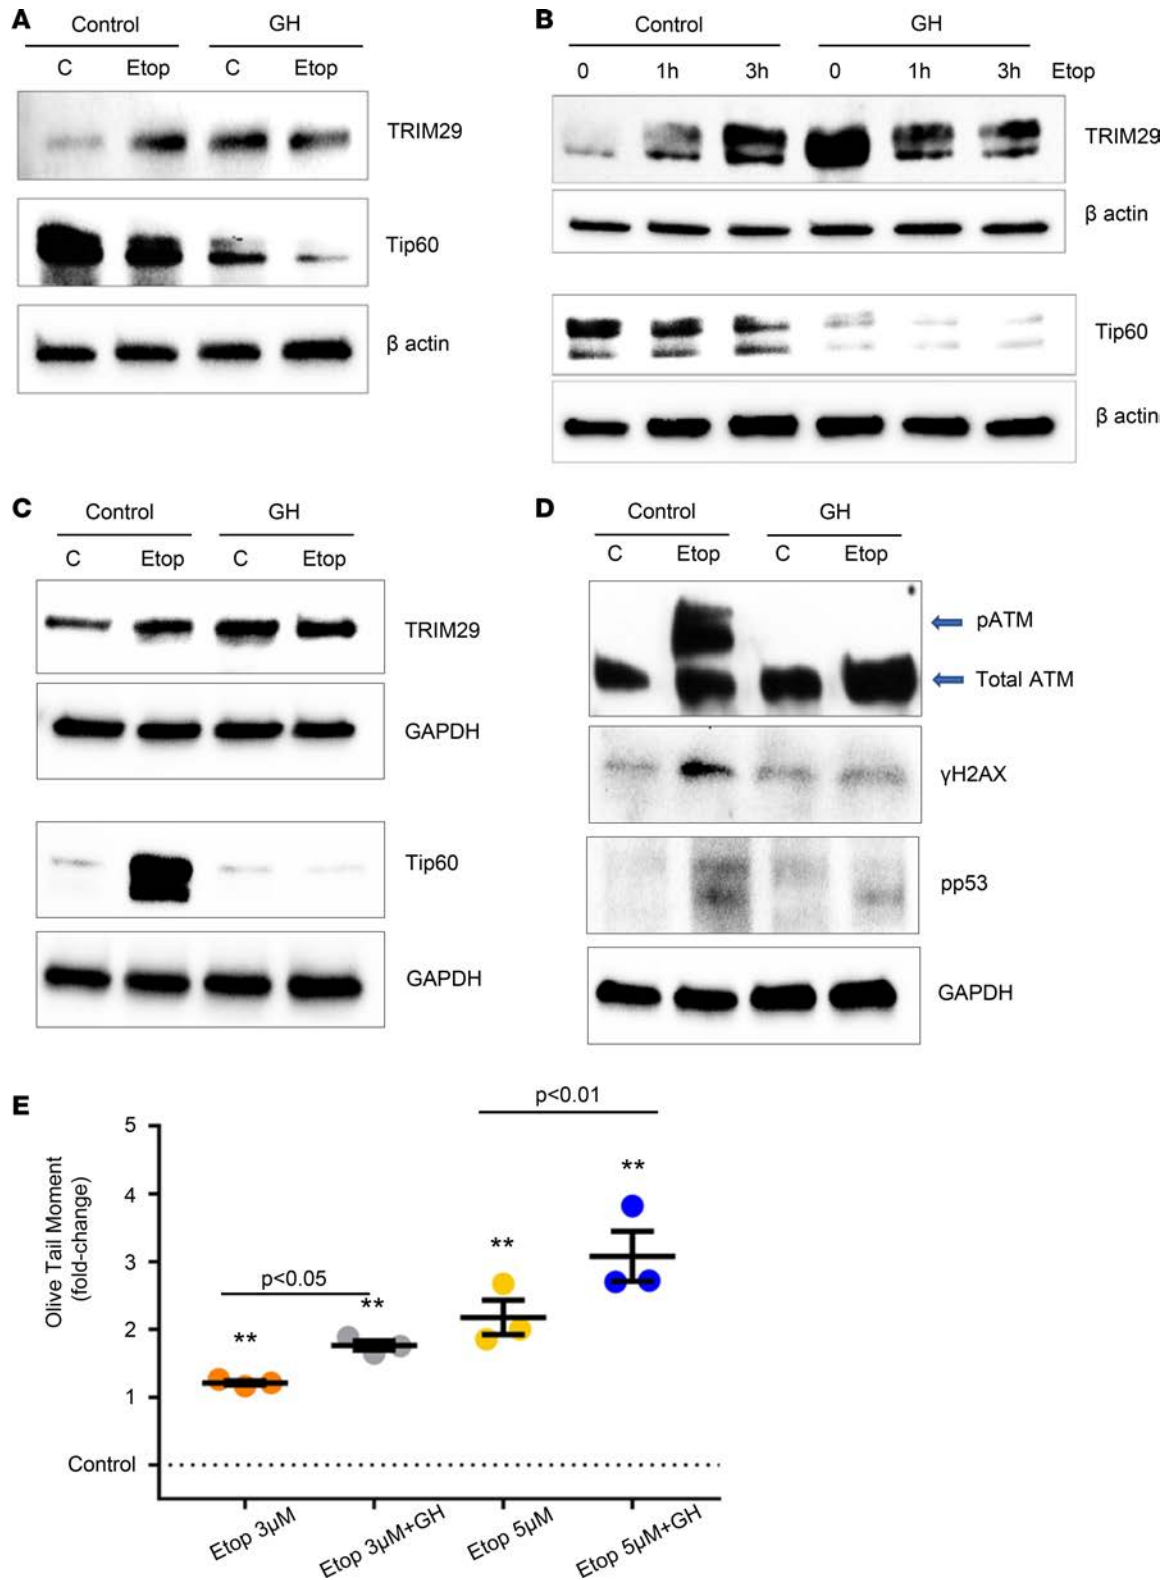 A
Control GH
C Etop C Etop
TRIM29
Tip60
β actin
B
Control GH
0 1h 3h 0 1h 3h Etop
TRIM29
β actin
Tip60
β actin
C
Control GH
C Etop C Etop
TRIM29
GAPDH
Tip60
GAPDH
D
Control GH
C Etop C Etop
pATM
Total ATM
γH2AX
pp53
GAPDH
E
Olive Tail Moment
(fold-change)
5
4
3
2
1
Control
p<0.01
p<0.05
**
**
**
**
Etop 3μM
Etop 3μM+GH
Etop 5μM
Etop 5μM+GH